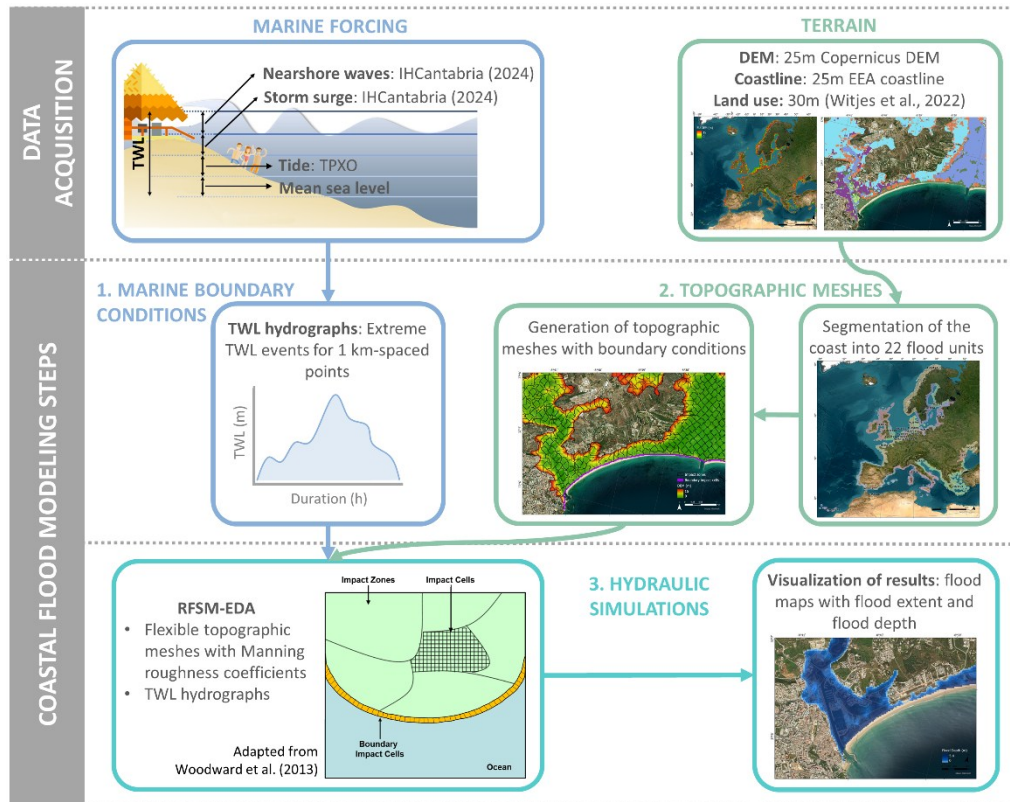 DATA
ACQUISITION
MARINE FORCING
Nearshore waves: IHCantabria (2024)
Storm surge: IHCantabria (2024)
TWL
Tide: TPXO
Mean sea level
TERRAIN
DEM: 25m Copernicus DEM
Coastline: 25m EEA coastline
Land use: 30m (Witjes et al., 2022)
COASTAL FLOOD MODELING STEPS
1. MARINE BOUNDARY
CONDITIONS
TWL hydrographs: Extreme
TWL events for 1 km-spaced
points
TWL (m)
Duration (h)
2. TOPOGRAPHIC MESHES
Generation of topographic
meshes with boundary conditions
Segmentation of the
coast into 22 flood units
RFSM-EDA
• Flexible topographic
meshes with Manning
roughness coefficients
• TWL hydrographs
Adapted from
Woodward et al. (2013)
Impact Zones
Impact Cells
Boundary
Impact Cells
Ocean
3. HYDRAULIC
SIMULATIONS
Visualization of results: flood
maps with flood extent and
flood depth